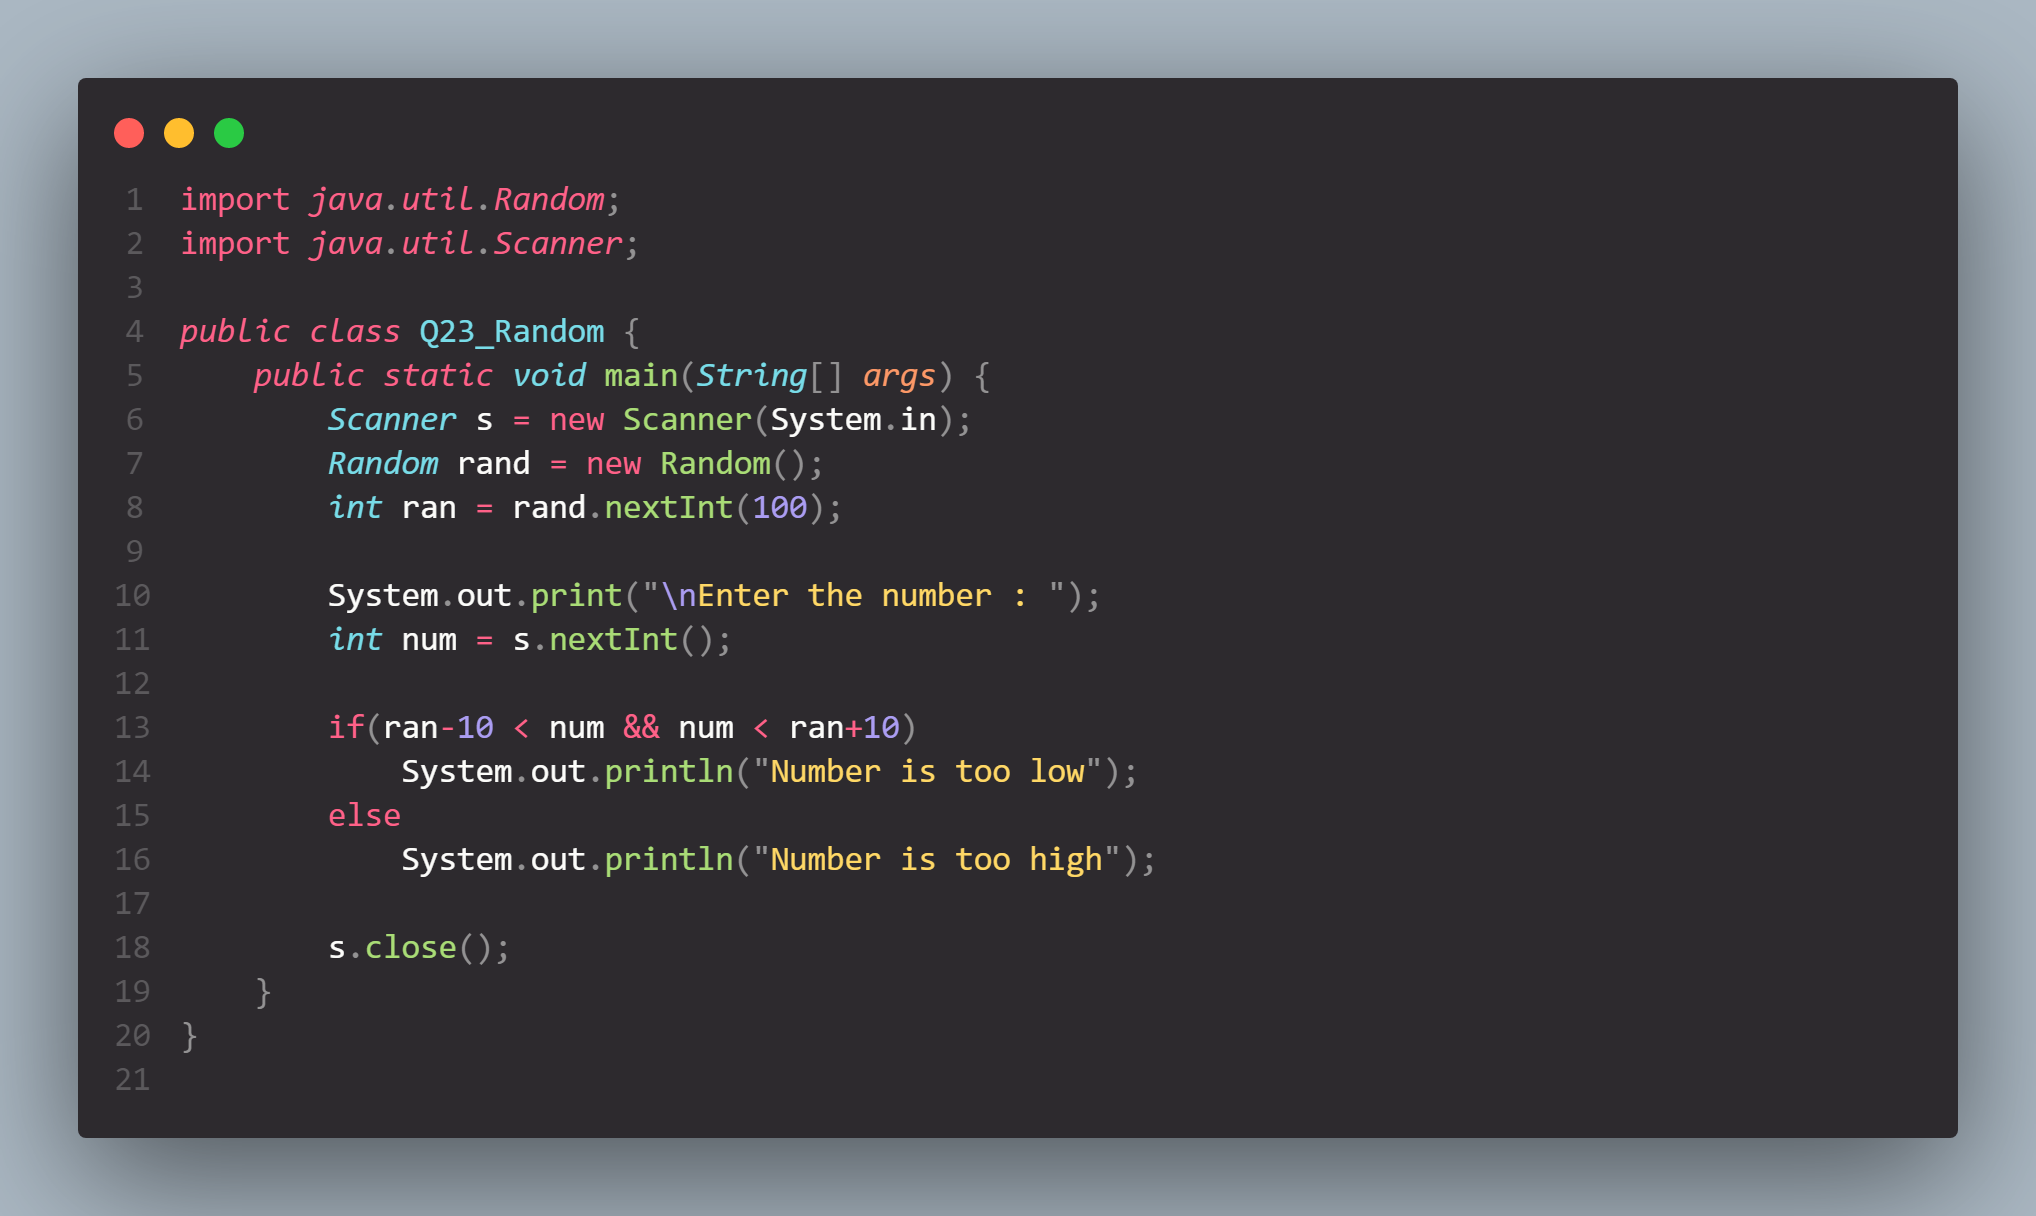 1 import java.util.Random;
2 import java.util.Scanner;
3
4 public class Q23_Random {
5     public static void main(String[] args) {
6         Scanner s = new Scanner(System.in);
7         Random rand = new Random();
8         int ran = rand.nextInt(100);
9
10         System.out.print("\nEnter the number : ");
11         int num = s.nextInt();
12
13         if(ran-10 < num && num < ran+10)
14             System.out.println("Number is too low");
15         else
16             System.out.println("Number is too high");
17
18         s.close();
19     }
20 }
21